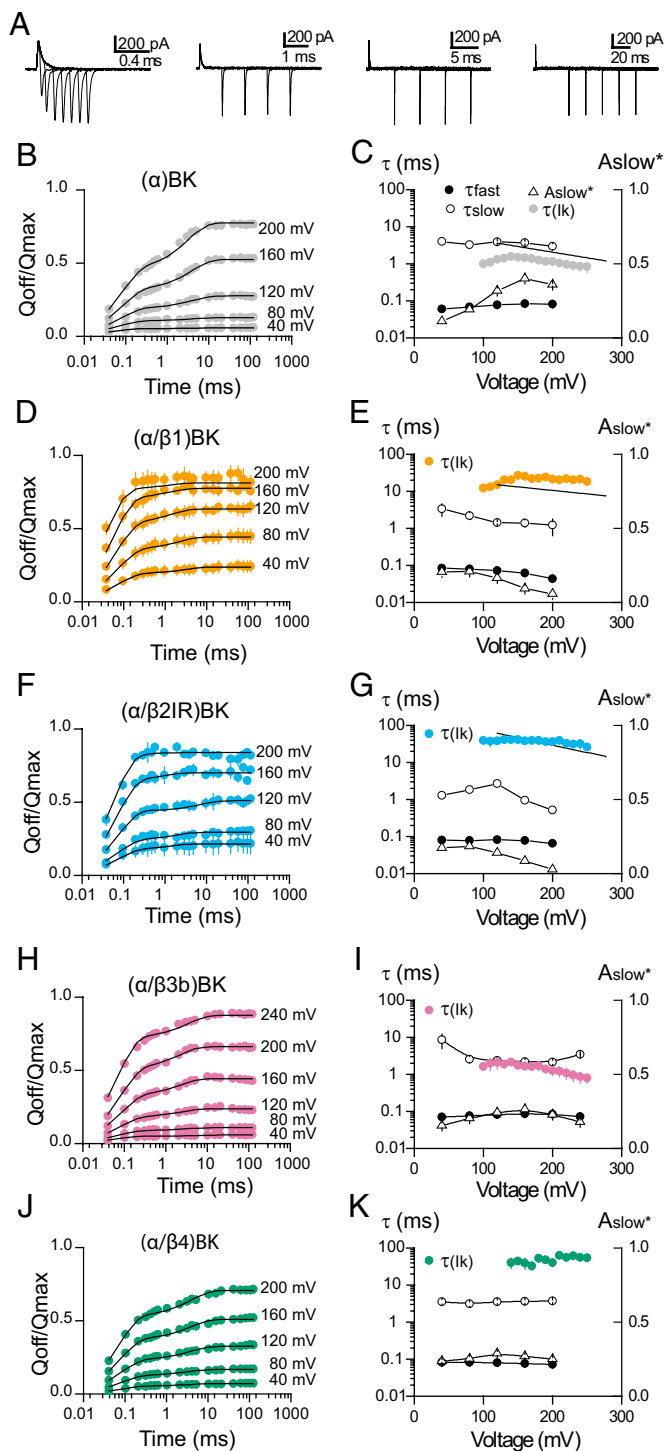 A
200 pA
0.4 ms
200 pA
1 ms
200 pA
5 ms
200 pA
20 ms
B
(α)BK
Qoff/Qmax
1.0
0.5
0.0
200 mV
160 mV
120 mV
80 mV
40 mV
0.01 0.1 1 10 100 1000
Time (ms)
C
τ (ms)
Aslow*
τfast
Aslow*
τslow
τ(Ik)
100
10
1
0.1
0.01
1.0
0.5
0.0
0 100 200 300
Voltage (mV)
D
(α/β1)BK
Qoff/Qmax
1.0
0.5
0.0
200 mV
160 mV
120 mV
80 mV
40 mV
0.01 0.1 1 10 100 1000
Time (ms)
E
τ (ms)
Aslow*
τ(Ik)
100
10
1
0.1
0.01
1.0
0.5
0.0
0 100 200 300
Voltage (mV)
F
(α/β2IR)BK
Qoff/Qmax
1.0
0.5
0.0
200 mV
160 mV
120 mV
80 mV
40 mV
0.01 0.1 1 10 100 1000
Time (ms)
G
τ (ms)
Aslow*
τ(Ik)
100
10
1
0.1
0.01
1.0
0.5
0.0
0 100 200 300
Voltage (mV)
H
(α/β3b)BK
Qoff/Qmax
1.0
0.5
0.0
240 mV
200 mV
160 mV
120 mV
80 mV
40 mV
0.01 0.1 1 10 100 1000
Time (ms)
I
τ (ms)
Aslow*
τ(Ik)
100
10
1
0.1
0.01
1.0
0.5
0.0
0 100 200 300
Voltage (mV)
J
(α/β4)BK
Qoff/Qmax
1.0
0.5
0.0
200 mV
160 mV
120 mV
80 mV
40 mV
0.01 0.1 1 10 100 1000
Time (ms)
K
τ (ms)
Aslow*
τ(Ik)
100
10
1
0.1
0.01
1.0
0.5
0.0
0 100 200 300
Voltage (mV)